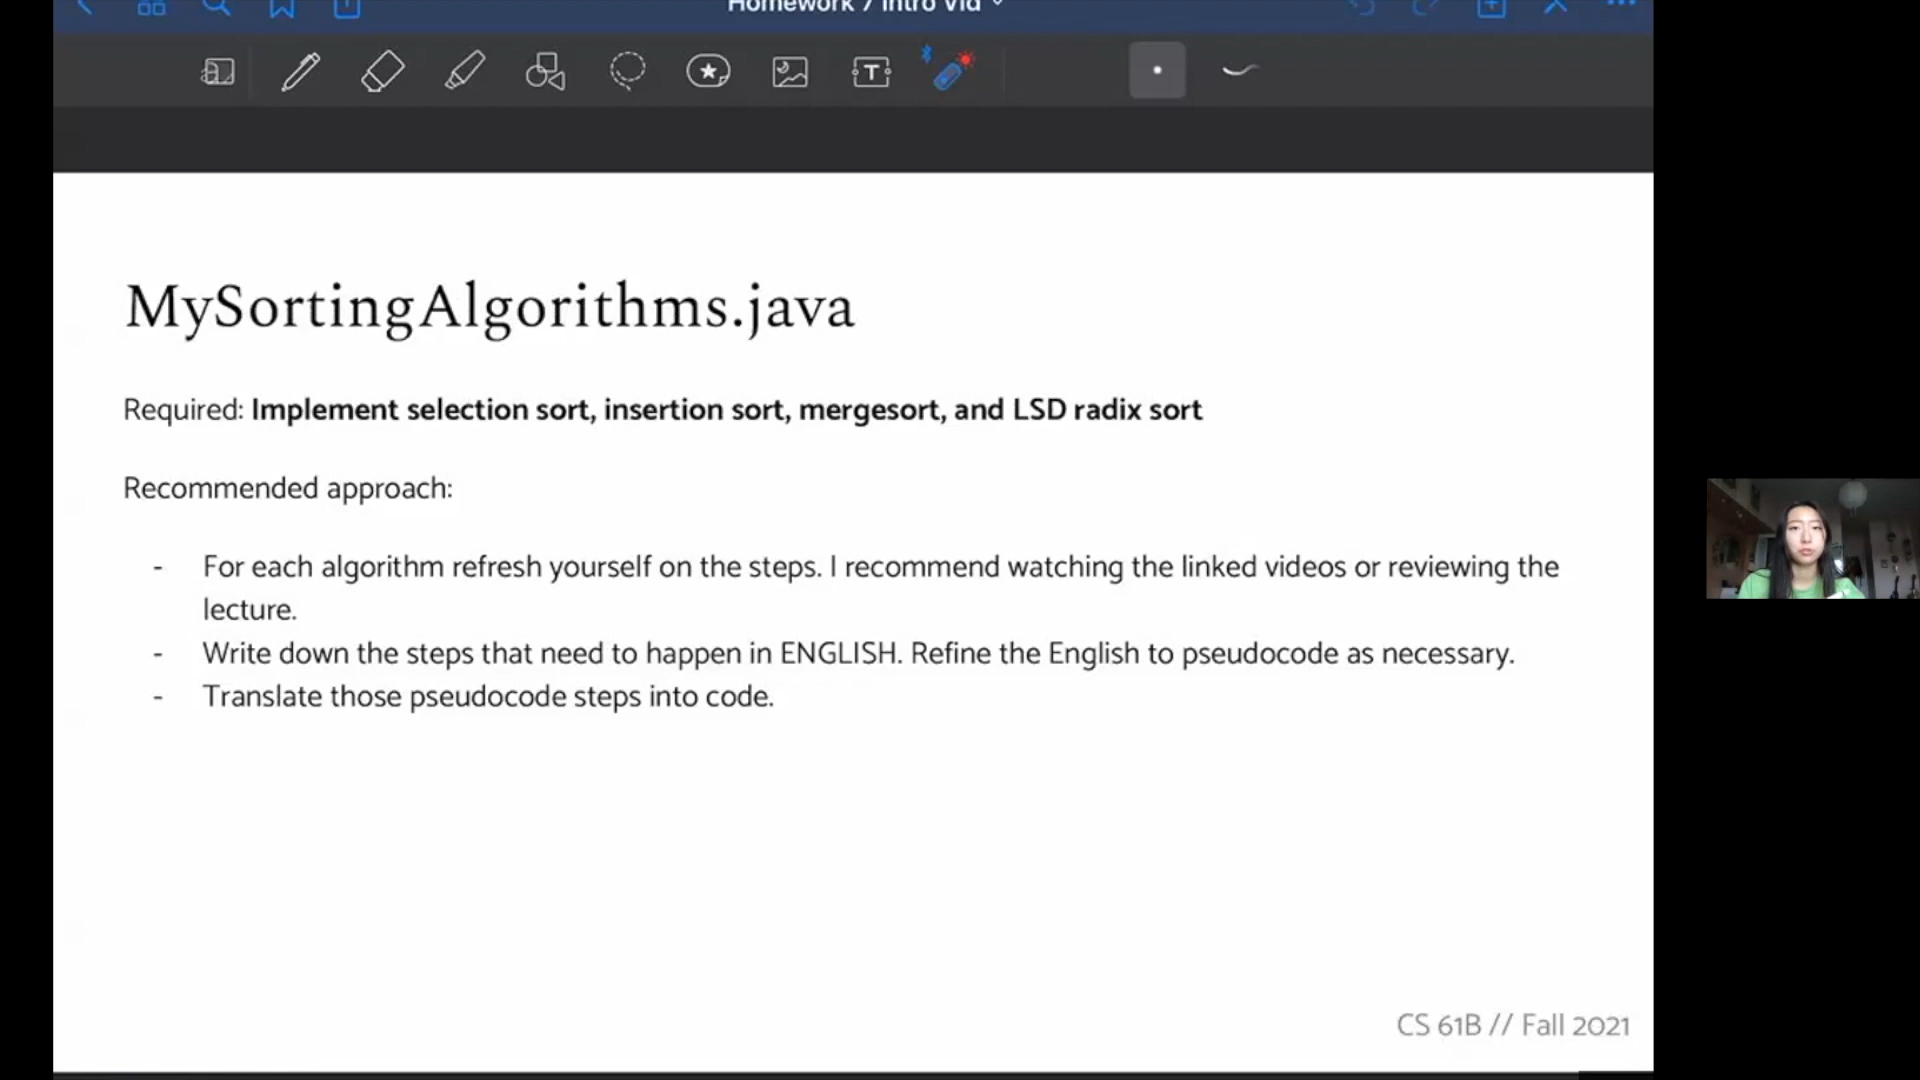 Homework 7 Intro Vid
T
MySortingAlgorithms.java
Required: Implement selection sort, insertion sort, mergesort, and LSD radix sort
Recommended approach:
- For each algorithm refresh yourself on the steps. I recommend watching the linked videos or reviewing the
lecture.
- Write down the steps that need to happen in ENGLISH. Refine the English to pseudocode as necessary.
- Translate those pseudocode steps into code.
CS 61B // Fall 2021